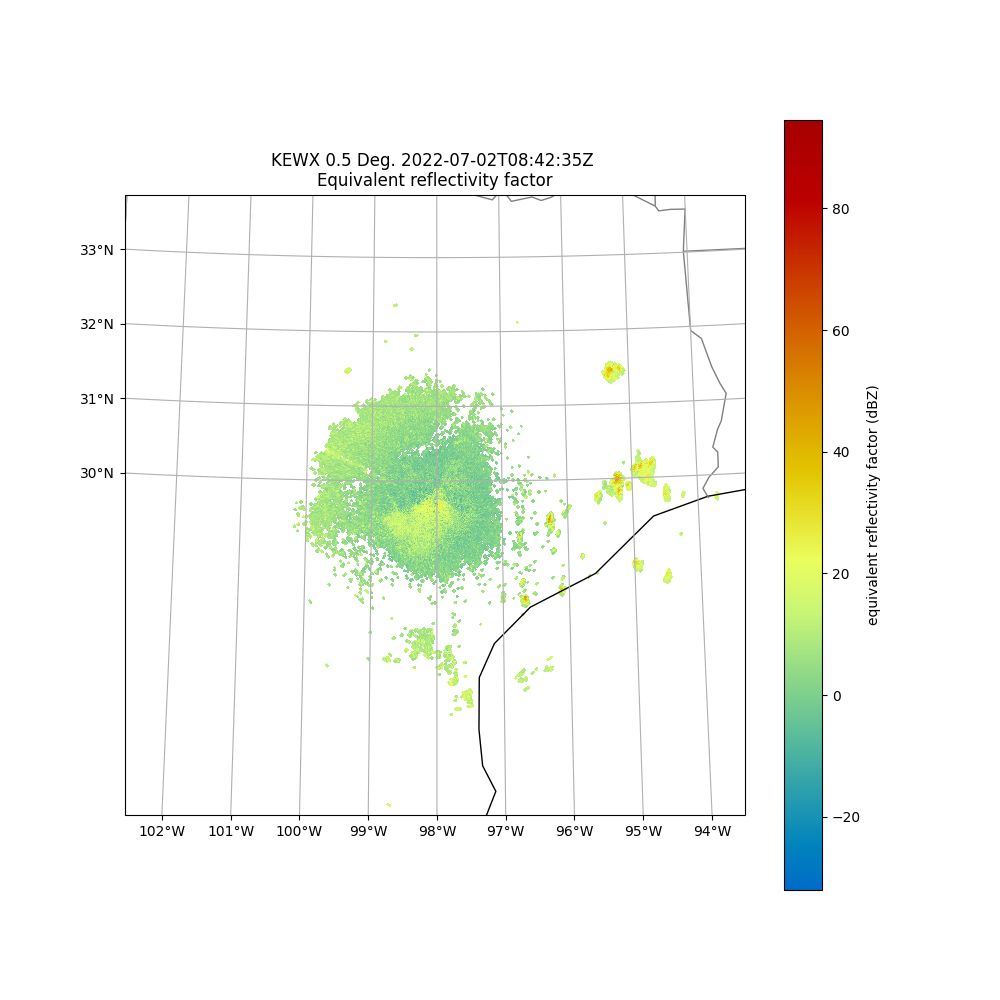 KEWX 0.5 Deg. 2022-07-02T08:42:35Z
Equivalent reflectivity factor
33°N
32°N
31°N
30°N
102°W 101°W 100°W 99°W 98°W 97°W 96°W 95°W 94°W
80
60
40
20
0
−20
equivalent reflectivity factor (dBZ)